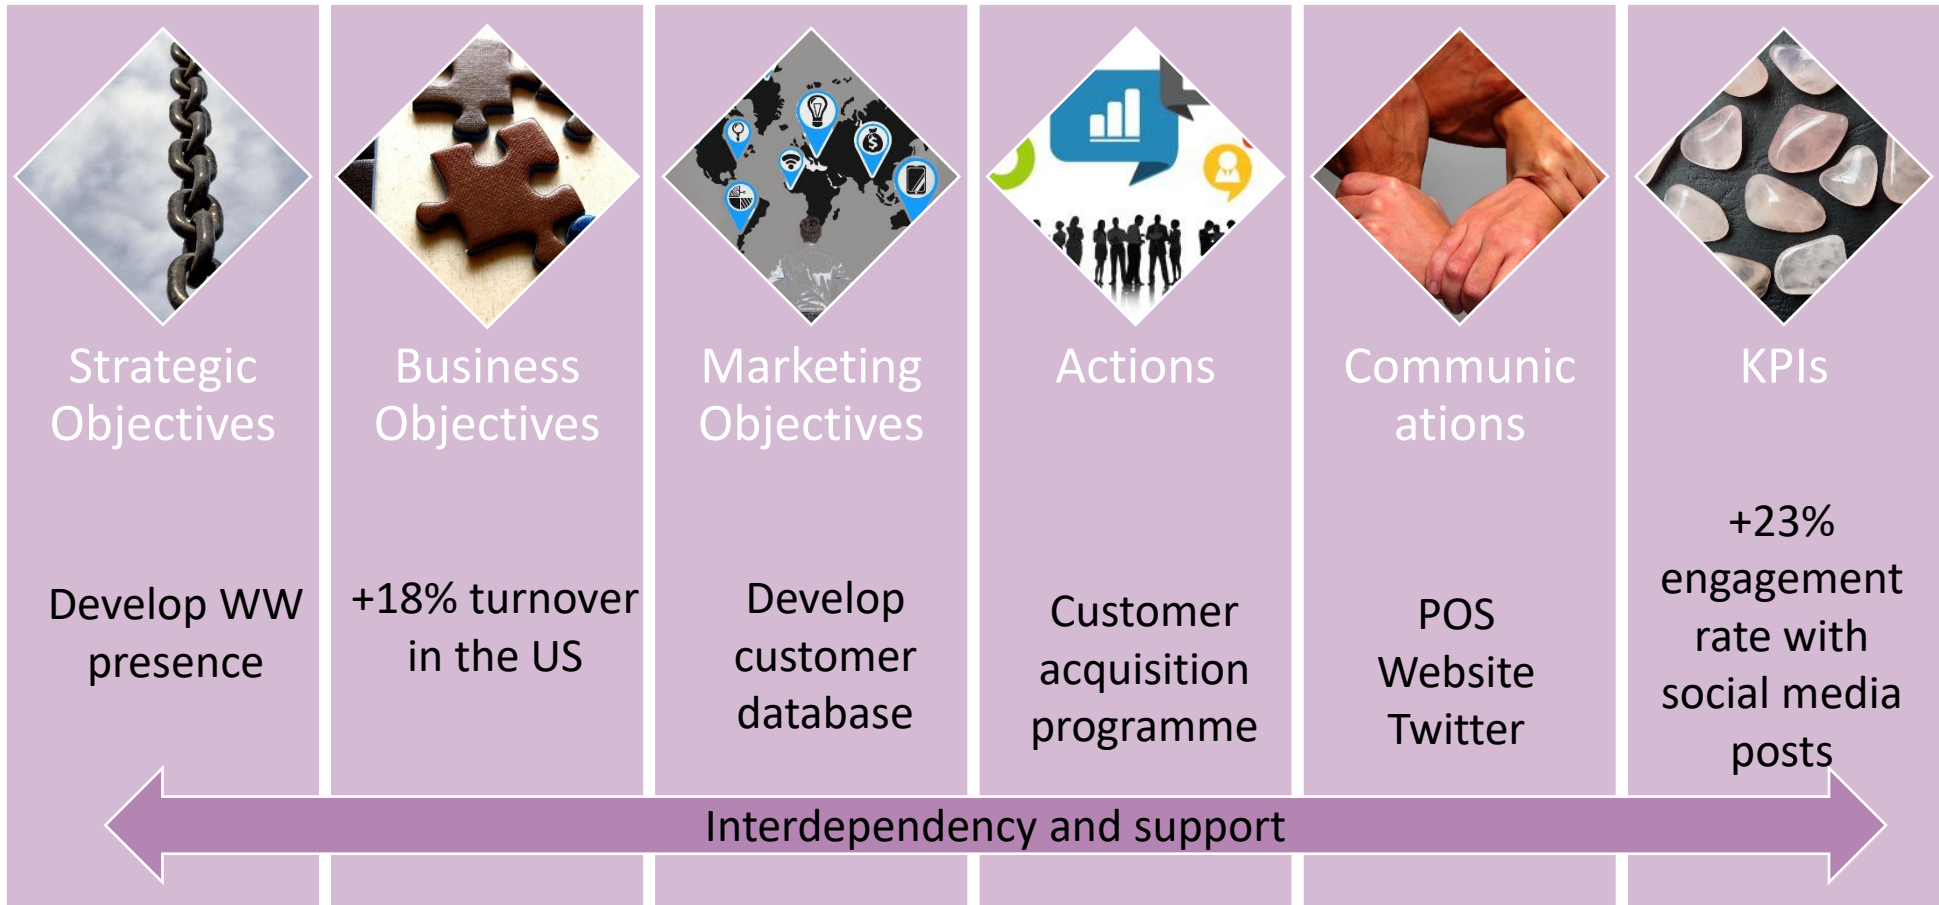 Strategic
Objectives
Develop WW
presence
Business
Objectives
+18% turnover
in the US
Marketing
Objectives
Develop
customer
database
Actions
Customer
acquisition
programme
Communic
ations
POS
Website
Twitter
KPIs
+23%
engagement
rate with
social media
posts
Interdependency and support